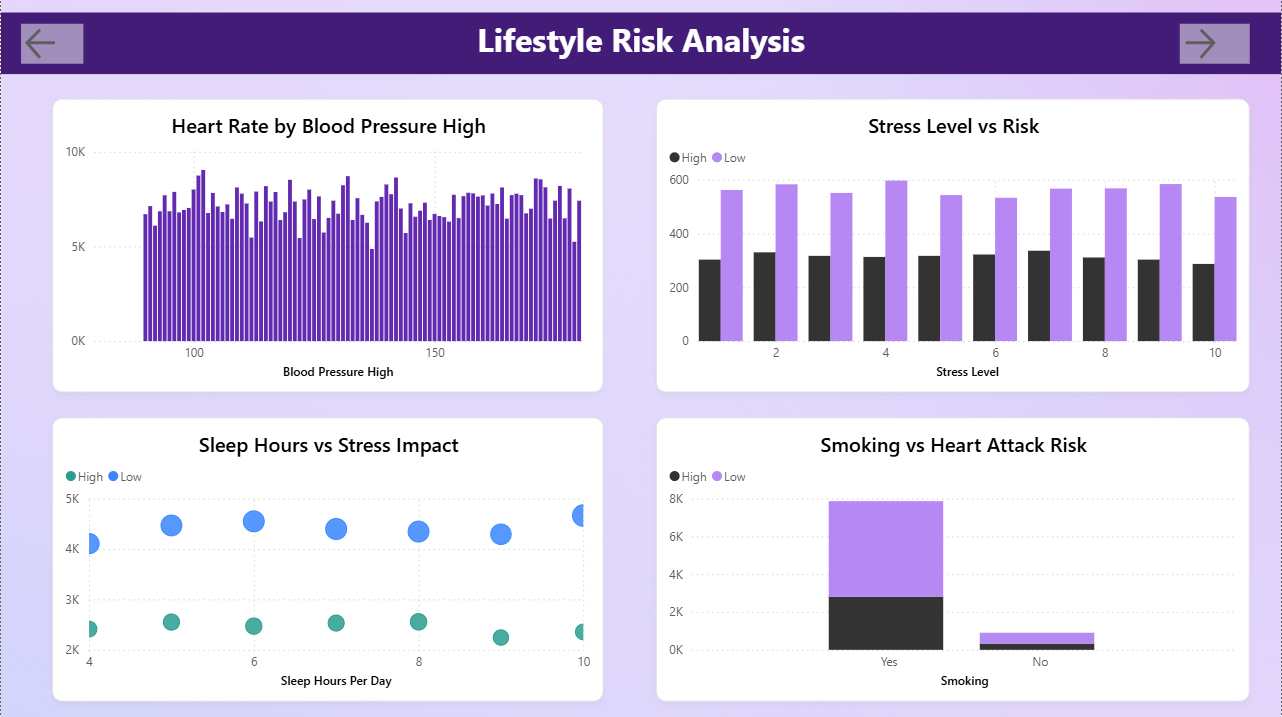 Lifestyle Risk Analysis
Heart Rate by Blood Pressure High
10K
5K
0K
100 150
Blood Pressure High
Stress Level vs Risk
High Low
600
400
200
0
2 4 6 8 10
Stress Level
Sleep Hours vs Stress Impact
High Low
5K
4K
3K
2K
4 6 8 10
Sleep Hours Per Day
Smoking vs Heart Attack Risk
High Low
8K
6K
4K
2K
0K
Yes No
Smoking